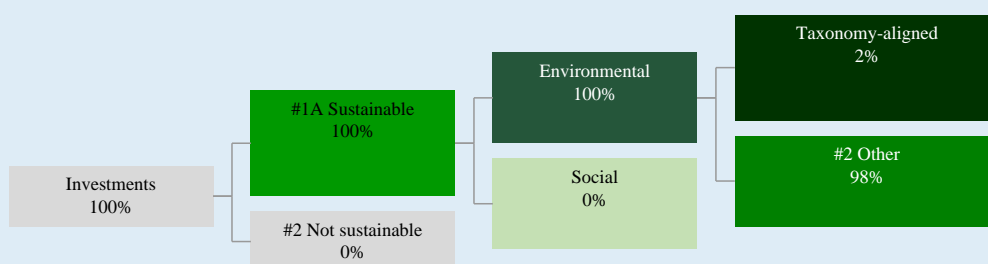 Investments
100%
#1A Sustainable
100%
#2 Not sustainable
0%
Environmental
100%
Social
0%
Taxonomy-aligned
2%
#2 Other
98%